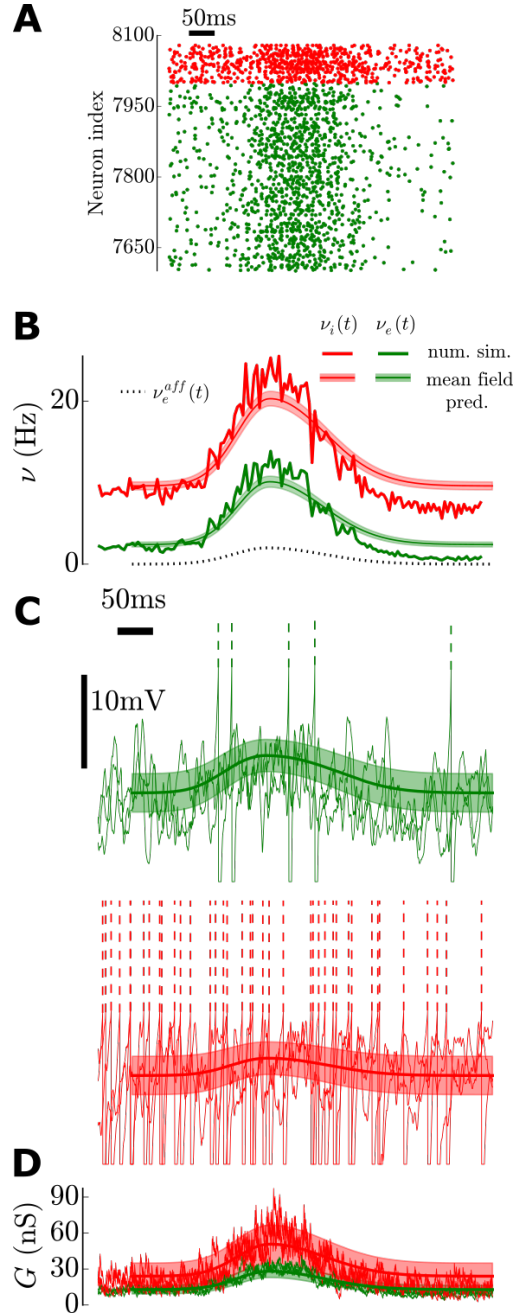 A
50ms
8100
7950
7800
7650
Neuron index
B
ν_i(t) ν_e(t)
num. sim.
mean field
pred.
ν_e^{aff}(t)
20
0
ν (Hz)
C
50ms
10mV
D
90
60
30
0
G (nS)